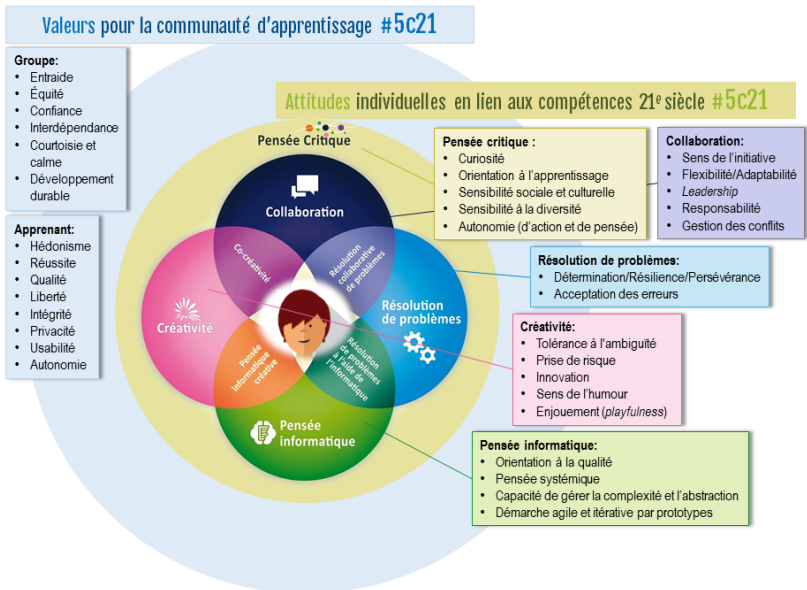 Valeurs pour la communauté d'apprentissage #5c21
Groupe:
• Entraide
• Équité
• Confiance
• Interdépendance
• Courtoisie et
calme
• Développement
durable
Apprenant:
• Hédonisme
• Réussite
• Qualité
• Liberté
• Intégrité
• Privacité
• Usabilité
• Autonomie
Attitudes individuelles en lien aux compétences 21e siècle #5c21
Pensée Critique
Collaboration
Co-créativité
Résolution
collaborative
de problèmes
Créativité
Résolution
de problèmes
Pensée
informatique
créative
Résolution
de problèmes
à l'aide de
l'informatique
Pensée
informatique
Pensée critique :
• Curiosité
• Orientation à l'apprentissage
• Sensibilité sociale et culturelle
• Sensibilité à la diversité
• Autonomie (d'action et de pensée)
Collaboration:
• Sens de l'initiative
• Flexibilité/Adaptabilité
• Leadership
• Responsabilité
• Gestion des conflits
Résolution de problèmes:
• Détermination/Résilience/Persévérance
• Acceptation des erreurs
Créativité:
• Tolérance à l'ambiguïté
• Prise de risque
• Innovation
• Sens de l'humour
• Enjouement (playfulness)
Pensée informatique:
• Orientation à la qualité
• Pensée systémique
• Capacité de gérer la complexité et l'abstraction
• Démarche agile et itérative par prototypes